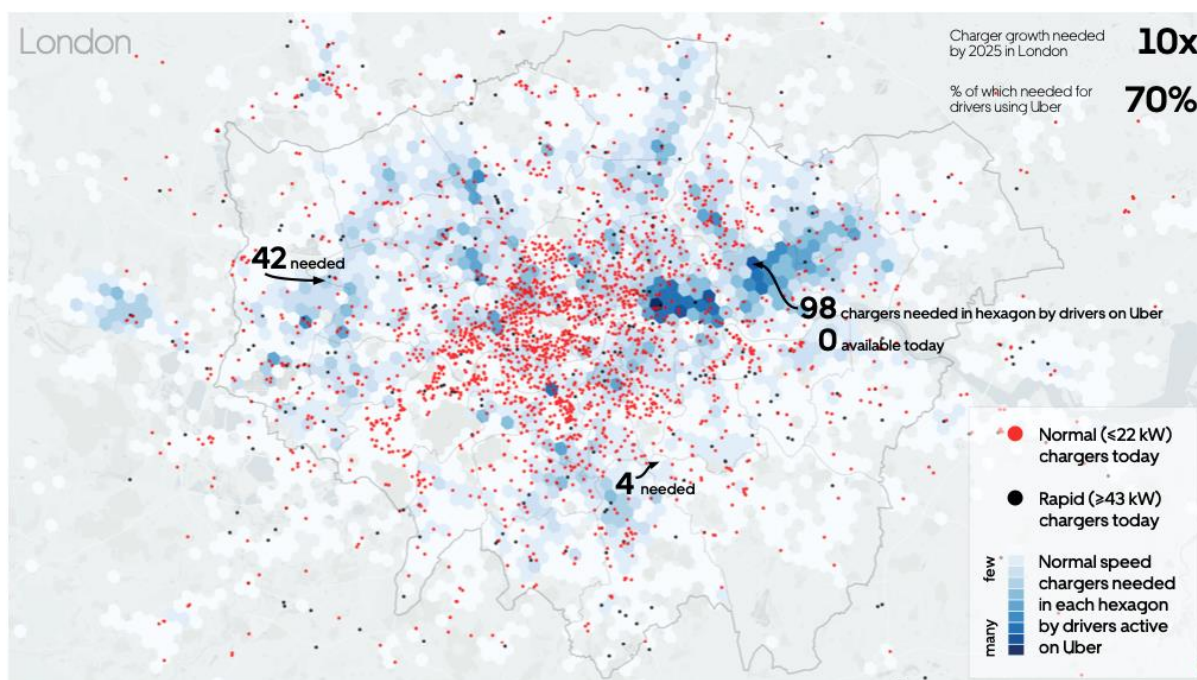 London
Charger growth needed
by 2025 in London
10x
% of which needed for
drivers using Uber
70%
42 needed
98 chargers needed in hexagon by drivers on Uber
0 available today
4 needed
Normal (≤22 kW)
chargers today
Rapid (≥43 kW)
chargers today
few
many
Normal speed
chargers needed
in each hexagon
by drivers active
on Uber